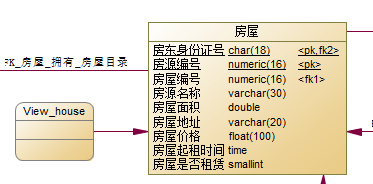 房屋
房东身份证号 char(18) <pk,fk2>
房源编号 numeric(16) <pk>
房屋编号 numeric(16) <fk1>
房源名称 varchar(30)
房屋面积 double
房屋地址 varchar(20)
房屋价格 float(100)
房屋起租时间 time
房屋是否租赁 smallint
FK_房屋_拥有_房屋目录
View_house